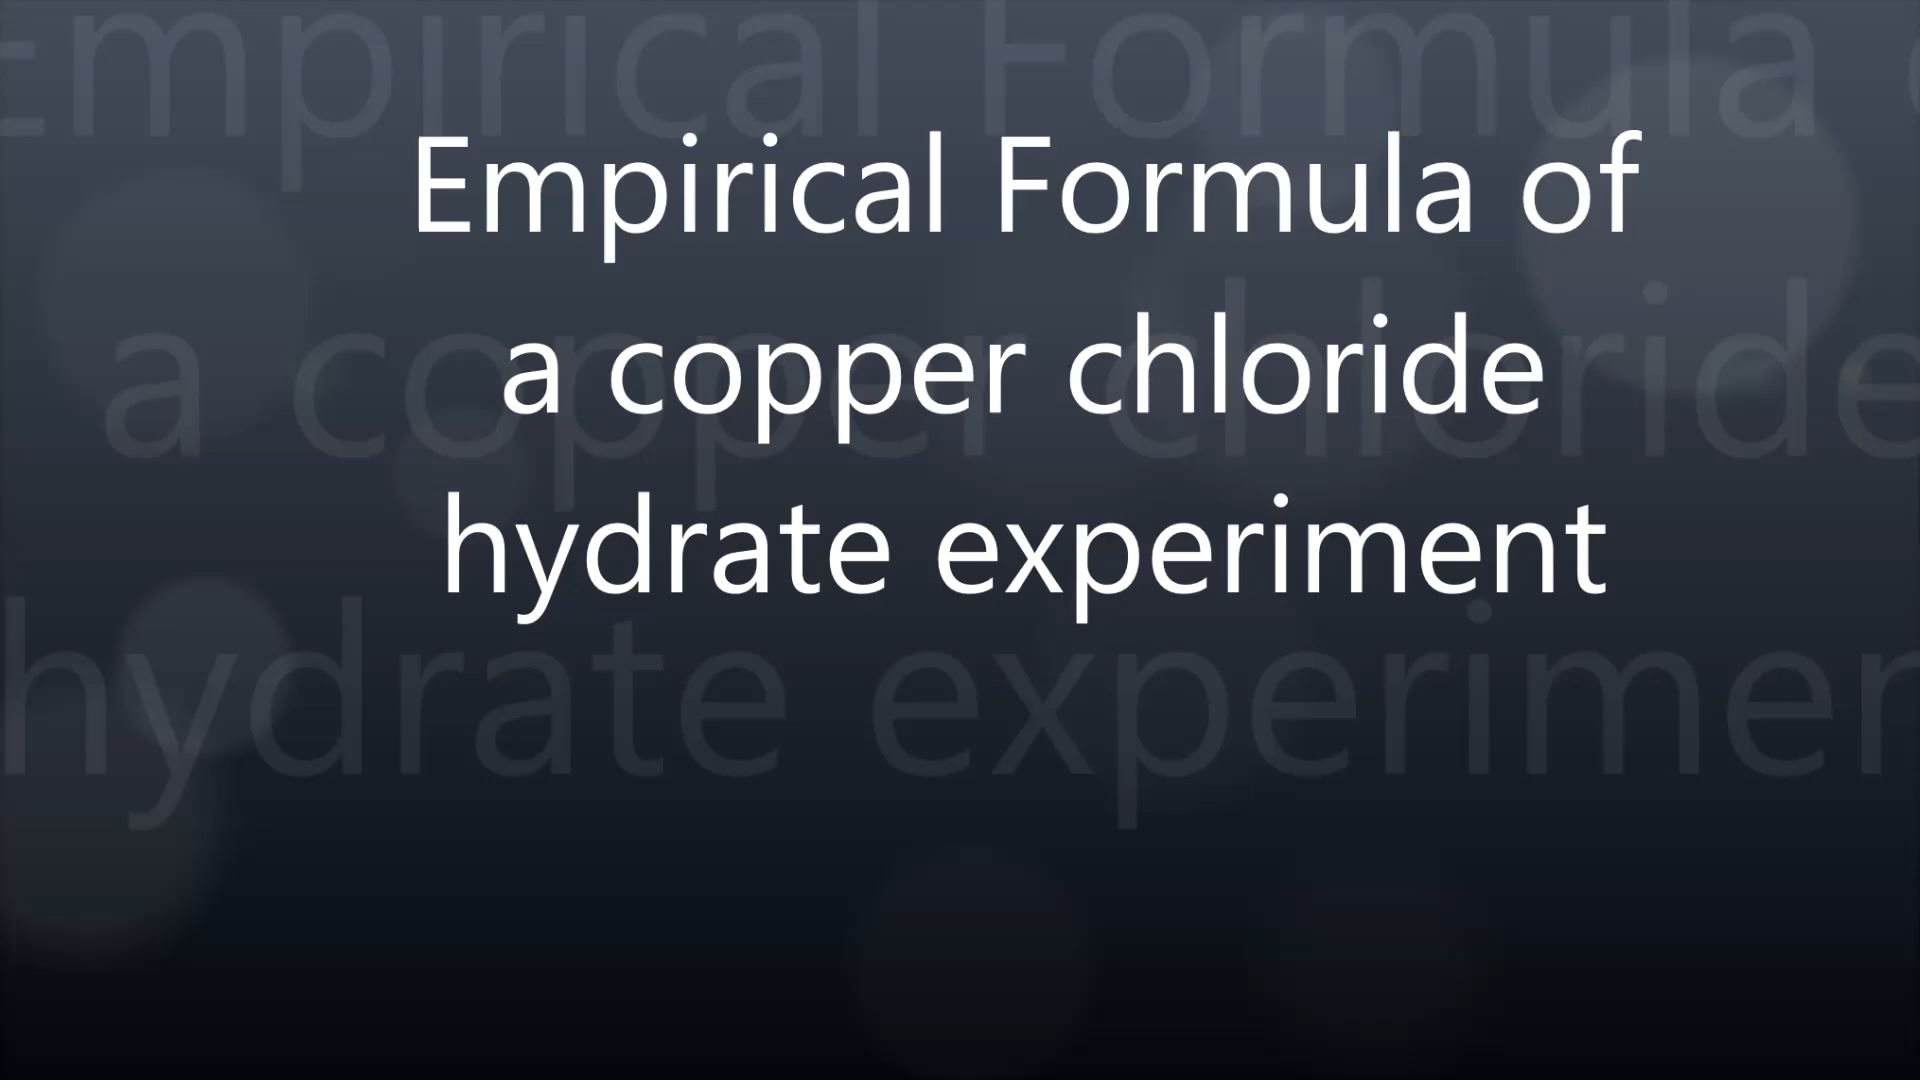 Empirical Formula of
a copper chloride
hydrate experiment